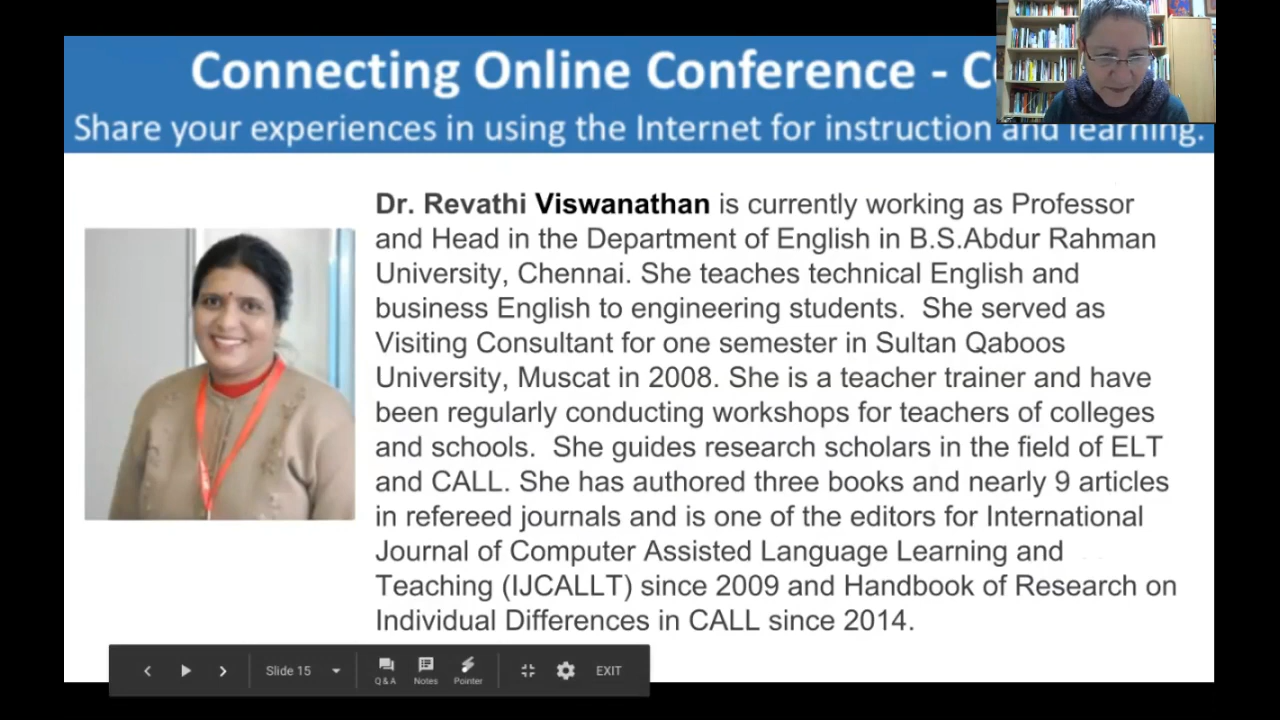 Connecting Online Conference - C
Share your experiences in using the Internet for instruction and learning.
Dr. Revathi Viswanathan is currently working as Professor
and Head in the Department of English in B.S.Abdur Rahman
University, Chennai. She teaches technical English and
business English to engineering students.  She served as
Visiting Consultant for one semester in Sultan Qaboos
University, Muscat in 2008. She is a teacher trainer and have
been regularly conducting workshops for teachers of colleges
and schools.  She guides research scholars in the field of ELT
and CALL. She has authored three books and nearly 9 articles
in refereed journals and is one of the editors for International
Journal of Computer Assisted Language Learning and
Teaching (IJCALLT) since 2009 and Handbook of Research on
Individual Differences in CALL since 2014.
Slide 15
Q & A
Notes
Pointer
EXIT